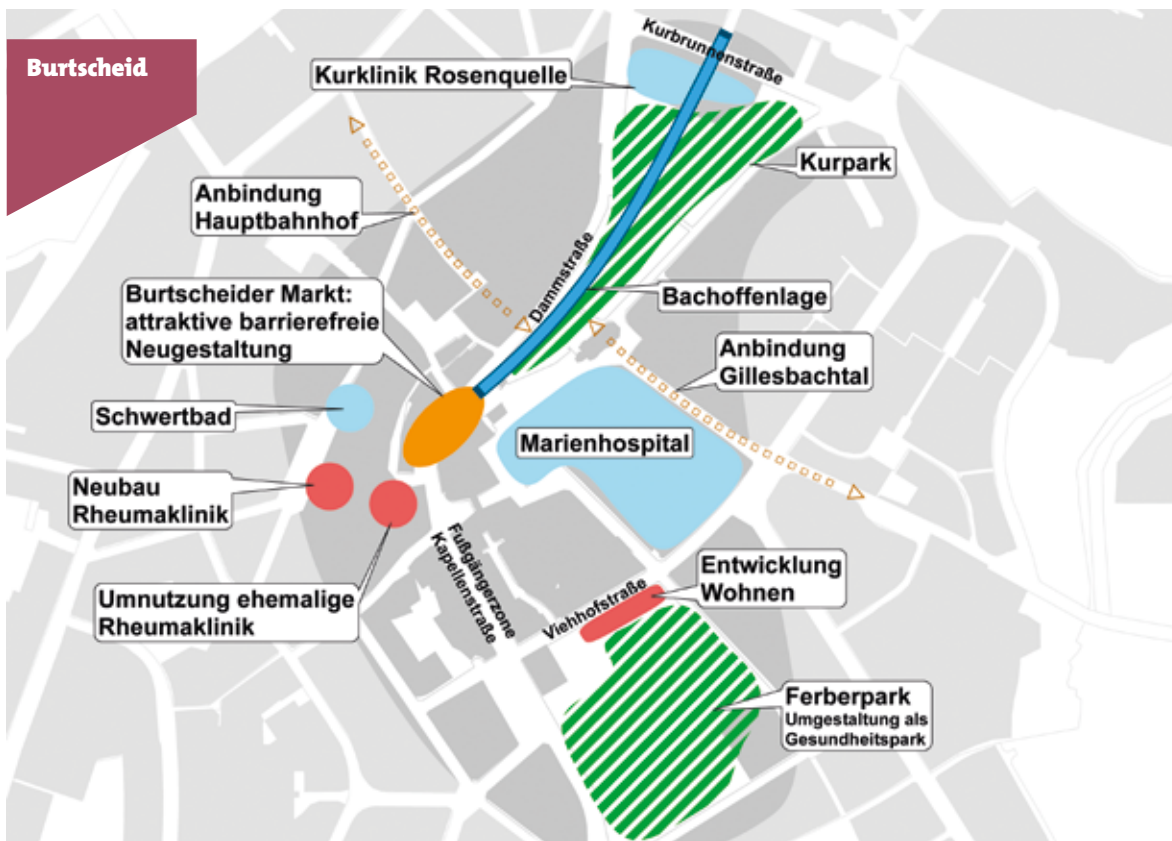 Burtscheid
Kurbrunnenstraße
Kurklinik Rosenquelle
Kurpark
Anbindung
Hauptbahnhof
Dammstraße
Burtscheider Markt:
attraktive barrierefreie
Neugestaltung
Bachoffenlage
Anbindung
Gillesbachtal
Schwertbad
Marienhospital
Neubau
Rheumaklinik
Fußgängerzone
Kapellenstraße
Umnutzung ehemalige
Rheumaklinik
Entwicklung
Wohnen
Viehhofstraße
Ferberpark
Umgestaltung als
Gesundheitspark